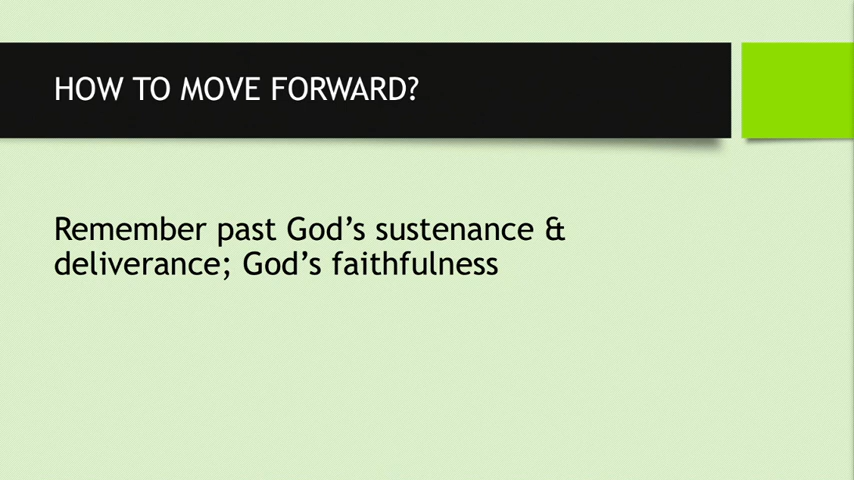 HOW TO MOVE FORWARD?
Remember past God’s sustenance &
deliverance; God’s faithfulness